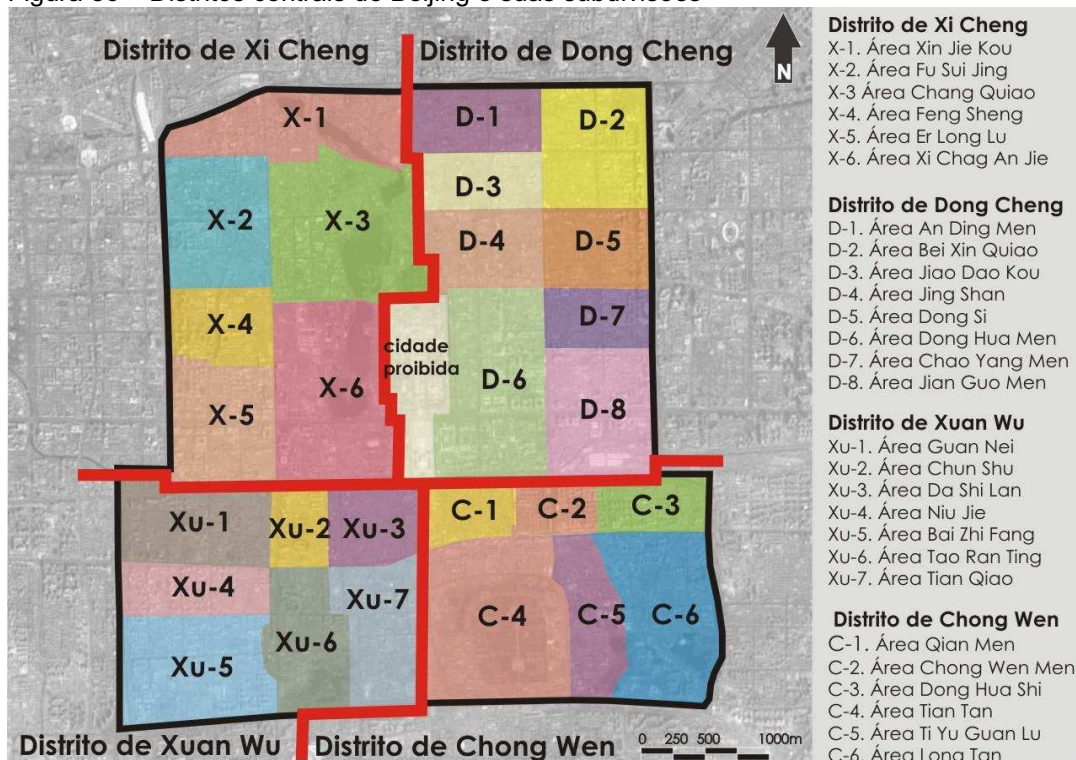 Figura – Distritos centrais de Beijing e suas subdivisões
Distrito de Xi Cheng
Distrito de Dong Cheng
N
X-1
D-1
D-2
X-2
X-3
D-3
D-4
D-5
X-4
D-7
cidade
proibida
X-6
D-6
X-5
D-8
Xu-1
Xu-2
Xu-3
C-1
C-2
C-3
Xu-4
Xu-7
C-4
C-5
C-6
Xu-6
Xu-5
Distrito de Xuan Wu
Distrito de Chong Wen
0 250 500 1000m
Distrito de Xi Cheng
X-1. Área Xin Jie Kou
X-2. Área Fu Sui Jing
X-3 Área Chang Quiao
X-4. Área Feng Sheng
X-5. Área Er Long Lu
X-6. Área Xi Chag An Jie
Distrito de Dong Cheng
D-1. Área An Ding Men
D-2. Área Bei Xin Quiao
D-3. Área Jiao Dao Kou
D-4. Área Jing Shan
D-5. Área Dong Si
D-6. Área Dong Hua Men
D-7. Área Chao Yang Men
D-8. Área Jian Guo Men
Distrito de Xuan Wu
Xu-1. Área Guan Nei
Xu-2. Área Chun Shu
Xu-3. Área Da Shi Lan
Xu-4. Área Niu Jie
Xu-5. Área Bai Zhi Fang
Xu-6. Área Tao Ran Ting
Xu-7. Área Tian Qiao
Distrito de Chong Wen
C-1. Área Qian Men
C-2. Área Chong Wen Men
C-3. Área Dong Hua Shi
C-4. Área Tian Tan
C-5. Área Ti Yu Guan Lu
C-6. Área Long Tan